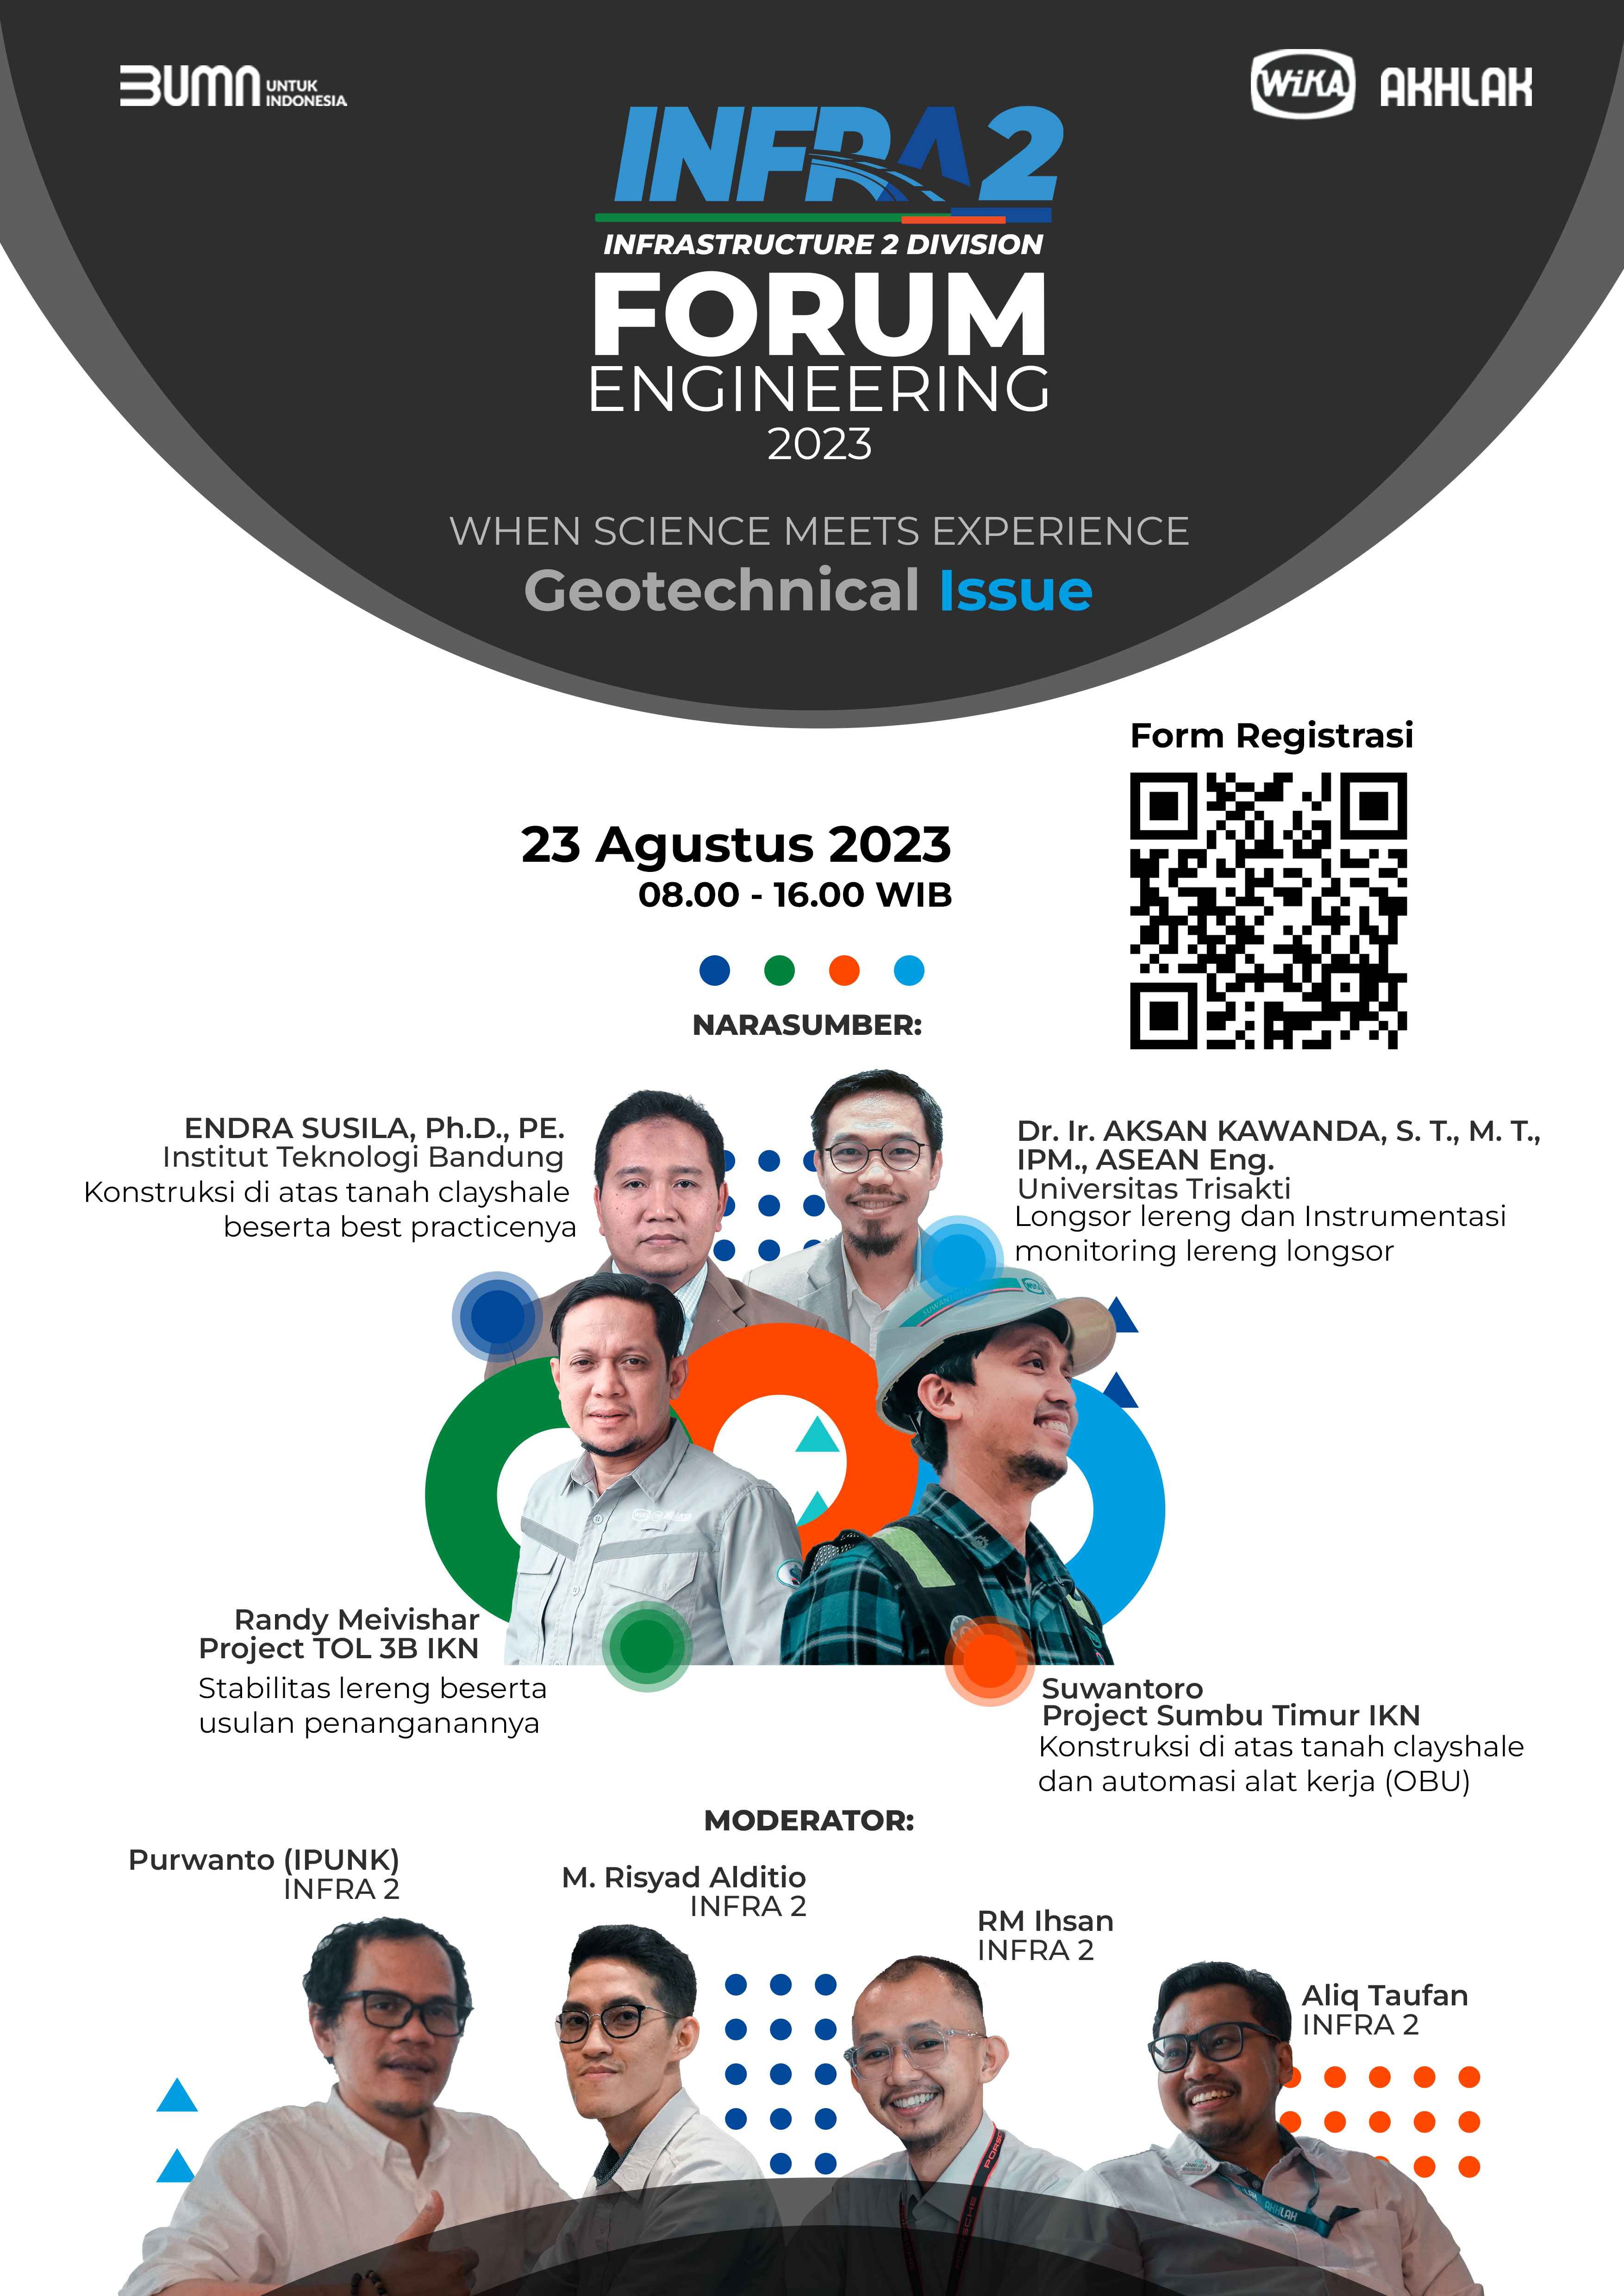 BUMN UNTUK
INDONESIA
WIKA AKHLAK
INFRA 2
INFRASTRUCTURE 2 DIVISION
FORUM
ENGINEERING
2023
WHEN SCIENCE MEETS EXPERIENCE
Geotechnical Issue
Form Registrasi
23 Agustus 2023
08.00 - 16.00 WIB
NARASUMBER:
ENDRA SUSILA, Ph.D., PE.
Institut Teknologi Bandung
Konstruksi di atas tanah clayshale
beserta best practicenya
Dr. Ir. AKSAN KAWANDA, S. T., M. T.,
IPM., ASEAN Eng.
Universitas Trisakti
Longsor lereng dan Instrumentasi
monitoring lereng longsor
Randy Meivishar
Project TOL 3B IKN
Stabilitas lereng beserta
usulan penanganannya
Suwantoro
Project Sumbu Timur IKN
Konstruksi di atas tanah clayshale
dan automasi alat kerja (OBU)
MODERATOR:
Purwanto (IPUNK)
INFRA 2
M. Risyad Alditio
INFRA 2
RM Ihsan
INFRA 2
Aliq Taufan
INFRA 2
PORSCHE
AKHLAK